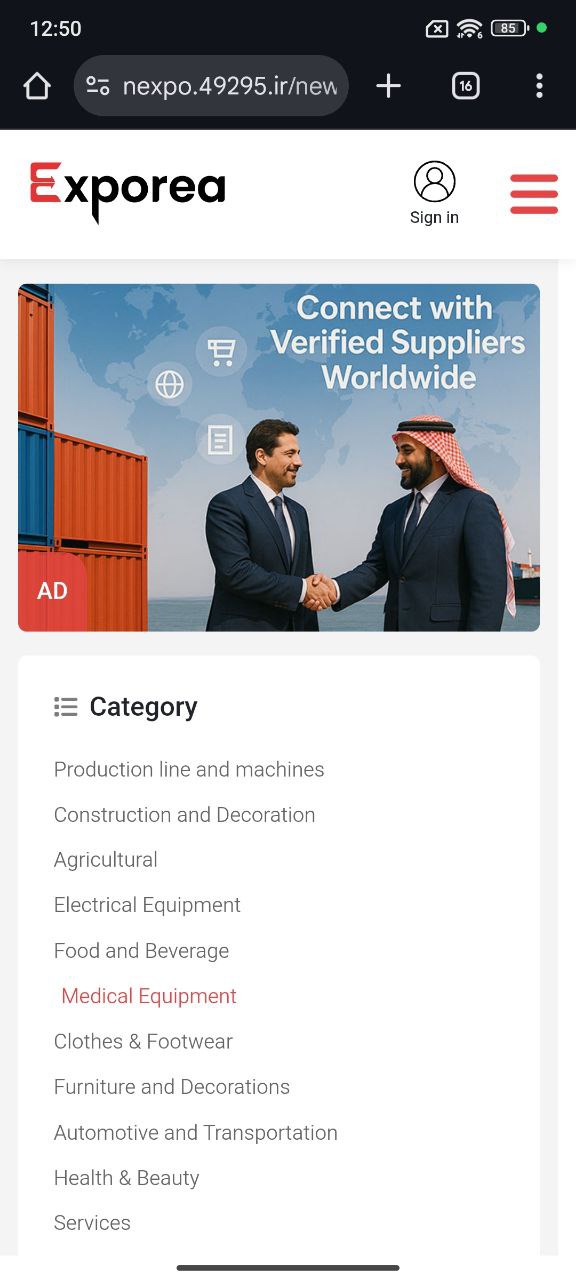 12:50
85
nexpo.49295.ir/new
16
Exporea
Sign in
Connect with
Verified Suppliers
Worldwide
AD
Category
Production line and machines
Construction and Decoration
Agricultural
Electrical Equipment
Food and Beverage
Medical Equipment
Clothes & Footwear
Furniture and Decorations
Automotive and Transportation
Health & Beauty
Services